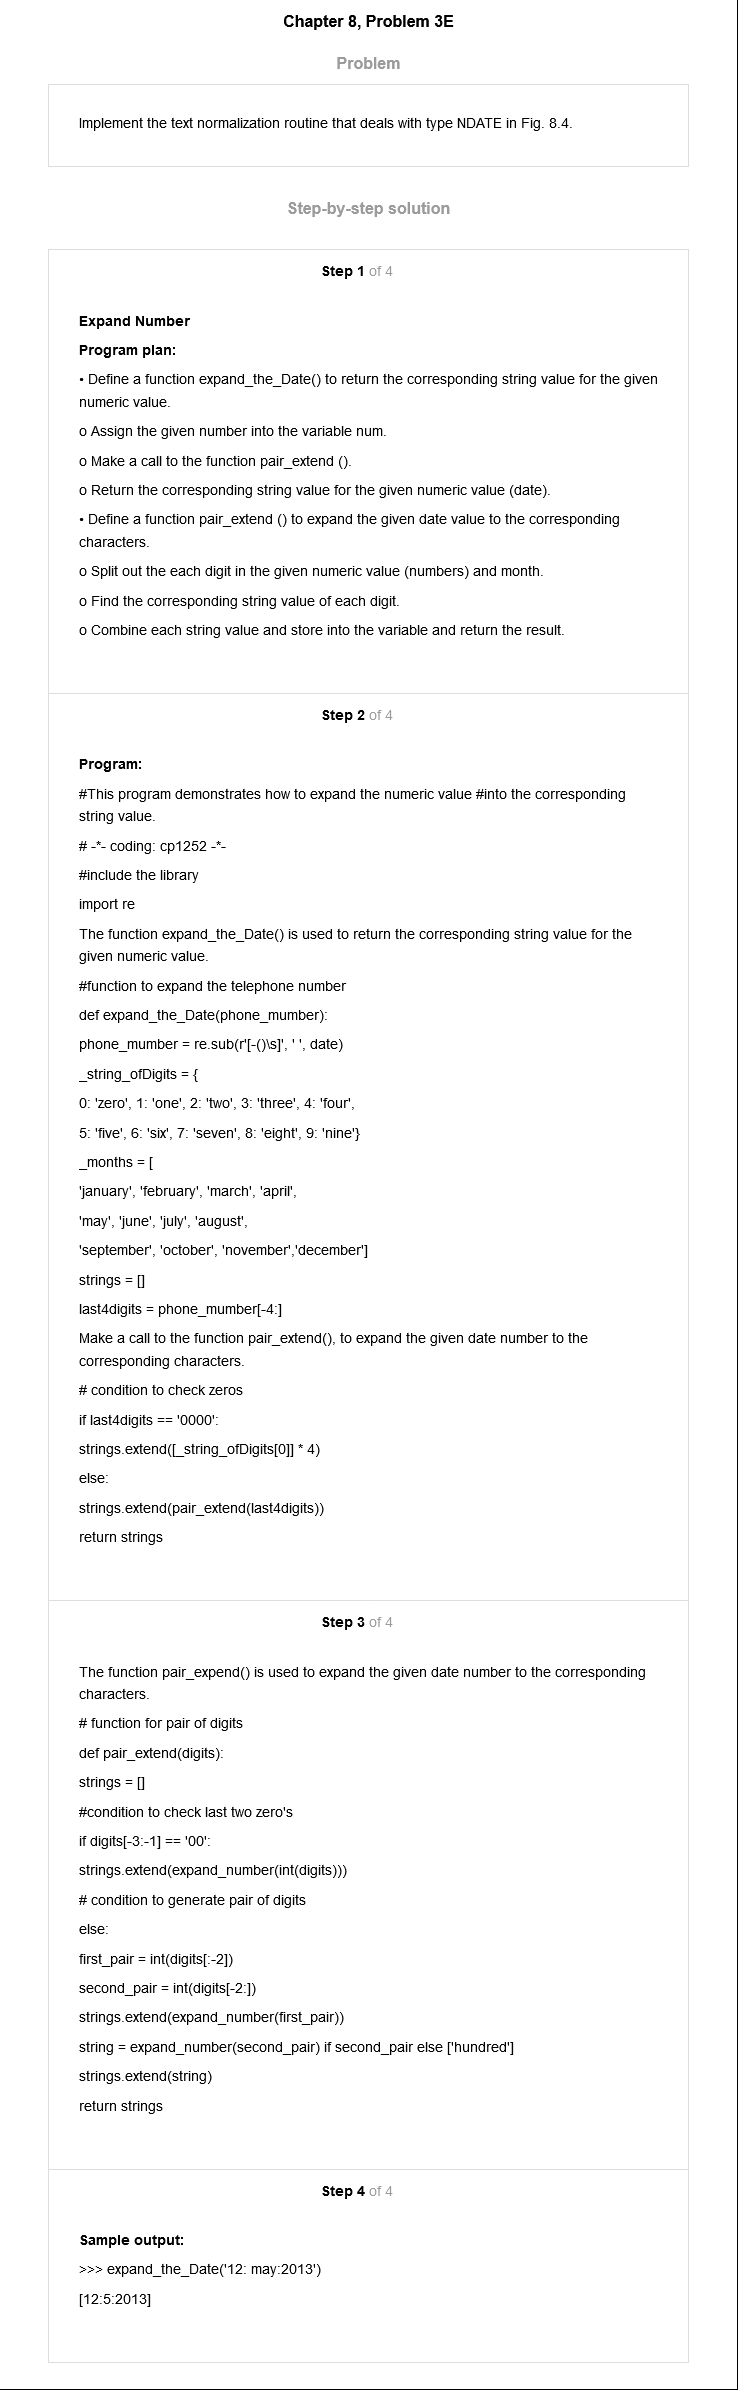 Chapter 8, Problem 3E
Problem
Implement the text normalization routine that deals with type NDATE in Fig. 8.4.
Step-by-step solution
Step 1 of 4
Expand Number
Program plan:
• Define a function expand_the_Date() to return the corresponding string value for the given
numeric value.
o Assign the given number into the variable num.
o Make a call to the function pair_extend ().
o Return the corresponding string value for the given numeric value (date).
• Define a function pair_extend () to expand the given date value to the corresponding
characters.
o Split out the each digit in the given numeric value (numbers) and month.
o Find the corresponding string value of each digit.
o Combine each string value and store into the variable and return the result.
Step 2 of 4
Program:
#This program demonstrates how to expand the numeric value #into the corresponding
string value.
# -*- coding: cp1252 -*-
#include the library
import re
The function expand_the_Date() is used to return the corresponding string value for the
given numeric value.
#function to expand the telephone number
def expand_the_Date(phone_mumber):
phone_mumber = re.sub(r'[-()\s]', ' ', date)
_string_ofDigits = {
0: 'zero', 1: 'one', 2: 'two', 3: 'three', 4: 'four',
5: 'five', 6: 'six', 7: 'seven', 8: 'eight', 9: 'nine'}
_months = [
'january', 'february', 'march', 'april',
'may', 'june', 'july', 'august',
'september', 'october', 'november','december']
strings = []
last4digits = phone_mumber[-4:]
Make a call to the function pair_extend(), to expand the given date number to the
corresponding characters.
# condition to check zeros
if last4digits == '0000':
strings.extend([_string_ofDigits[0]] * 4)
else:
strings.extend(pair_extend(last4digits))
return strings
Step 3 of 4
The function pair_expend() is used to expand the given date number to the corresponding
characters.
# function for pair of digits
def pair_extend(digits):
strings = []
#condition to check last two zero's
if digits[-3:-1] == '00':
strings.extend(expand_number(int(digits)))
# condition to generate pair of digits
else:
first_pair = int(digits[:-2])
second_pair = int(digits[-2:])
strings.extend(expand_number(first_pair))
string = expand_number(second_pair) if second_pair else ['hundred']
strings.extend(string)
return strings
Step 4 of 4
Sample output:
>>> expand_the_Date('12: may:2013')
[12:5:2013]